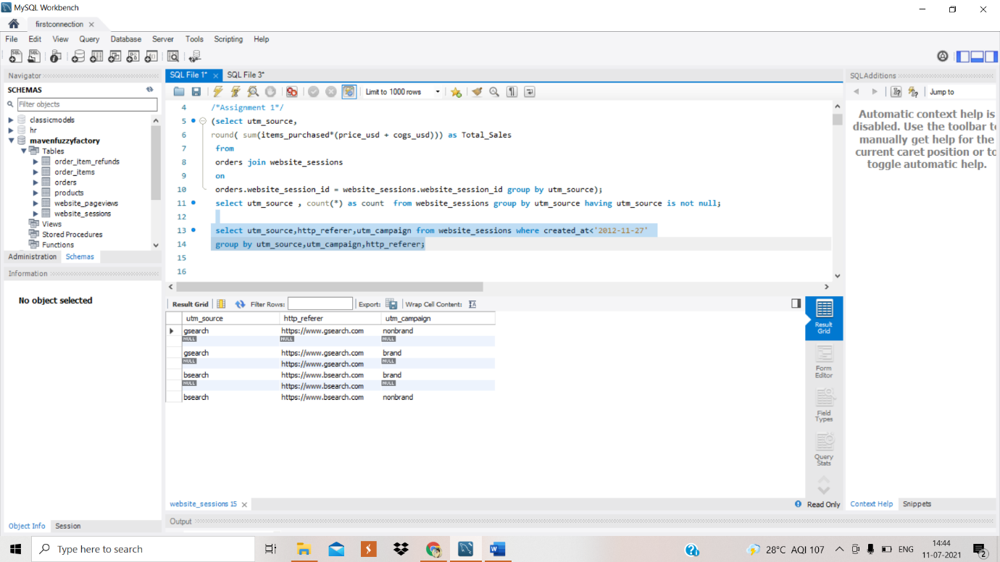 MySQL Workbench
firstconnection
File Edit View Query Database Server Tools Scripting Help
Navigator
SCHEMAS
Filter objects
classicmodels
hr
mavenfuzzyfactory
Tables
order_item_refunds
order_items
orders
products
website_pageviews
website_sessions
Views
Stored Procedures
Functions
Administration Schemas
Information
No object selected
Object Info Session
SQL File 1* SQL File 3*
Limit to 1000 rows
4 /*Assignment 1*/
5 (select utm_source,
6 round( sum(items_purchased*(price_usd + cogs_usd))) as Total_Sales
7 from
8 orders join website_sessions
9 on
10 orders.website_session_id = website_sessions.website_session_id group by utm_source);
11 select utm_source , count(*) as count  from website_sessions group by utm_source having utm_source is not null;
12
13 select utm_source,http_referer,utm_campaign from website_sessions where created_at<'2012-11-27'
14 group by utm_source,utm_campaign,http_referer;
15
16
Result Grid Filter Rows: Export: Wrap Cell Content:
utm_source http_referer utm_campaign
gsearch https://www.gsearch.com nonbrand
NULL NULL NULL
gsearch https://www.gsearch.com brand
NULL https://www.gsearch.com NULL
bsearch https://www.bsearch.com brand
NULL https://www.bsearch.com NULL
bsearch https://www.bsearch.com nonbrand
Result
Grid
Form
Editor
Field
Types
Query
Stats
website_sessions 15
Read Only
Output
SQLAdditions
Jump to
Automatic context help is
disabled. Use the toolbar to
manually get help for the
current caret position or to
toggle automatic help.
Context Help Snippets
Type here to search
28°C AQI 107
ENG
14:44
11-07-2021
2